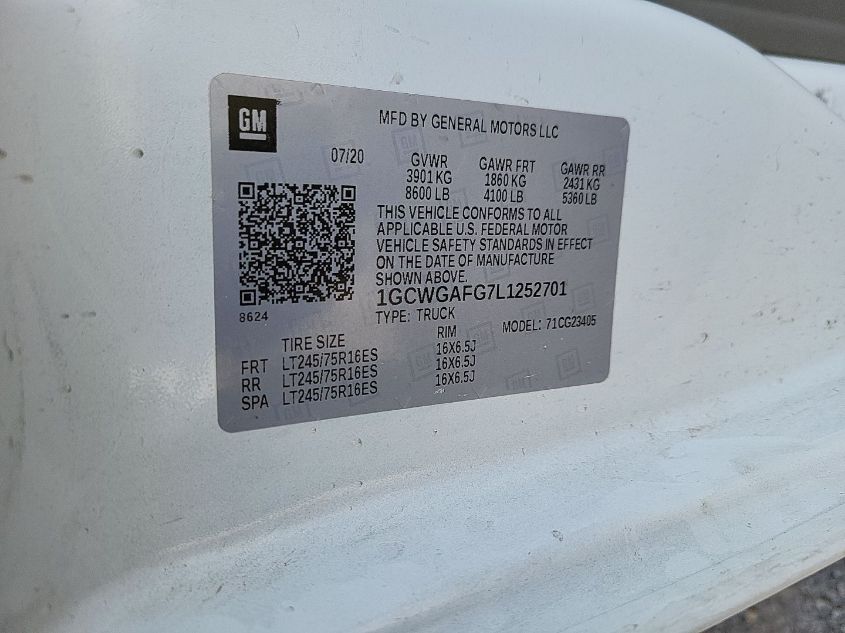 GM
MFD BY GENERAL MOTORS LLC
07/20 GVWR GAWR FRT GAWR RR
3901 KG 1860 KG 2431 KG
8600 LB 4100 LB 5360 LB
THIS VEHICLE CONFORMS TO ALL
APPLICABLE U.S. FEDERAL MOTOR
VEHICLE SAFETY STANDARDS IN EFFECT
ON THE DATE OF MANUFACTURE
SHOWN ABOVE.
1GCWGAFG7L1252701
8624
TYPE: TRUCK MODEL: 71CG23405
TIRE SIZE RIM
FRT LT245/75R16ES 16X6.5J
RR LT245/75R16ES 16X6.5J
SPA LT245/75R16ES 16X6.5J